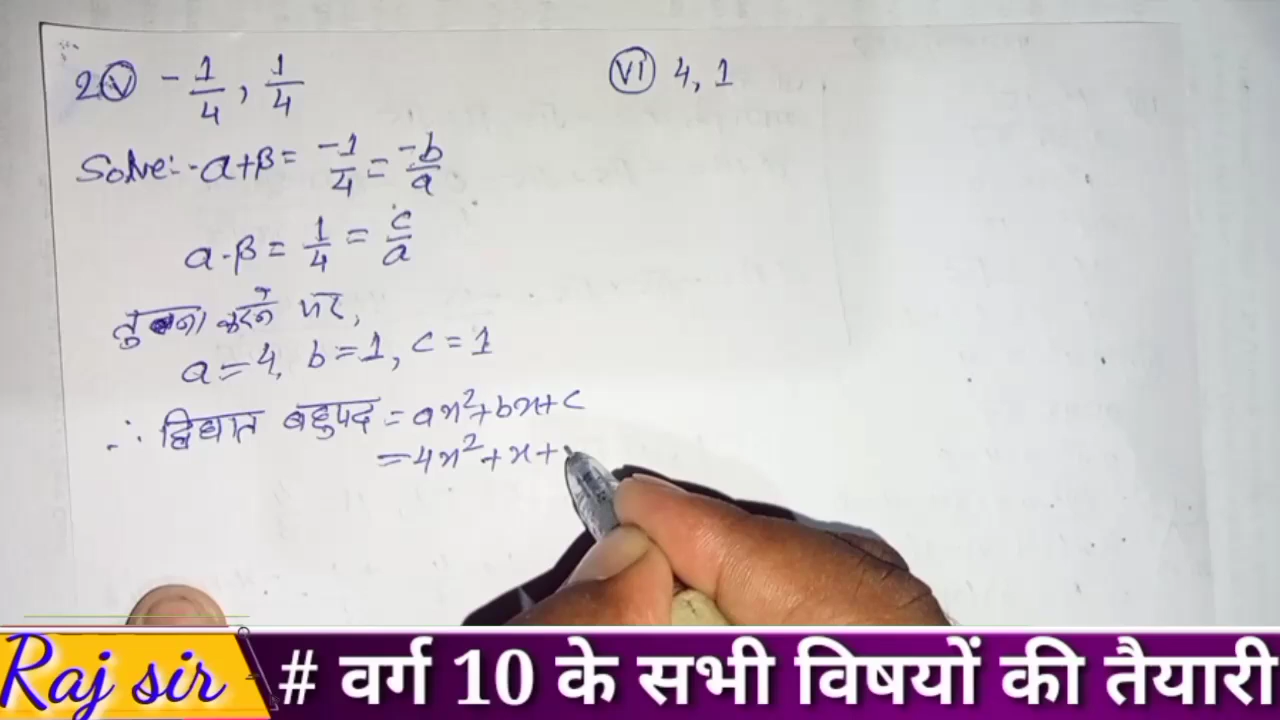 2(V) -1/4, 1/4
Solve:- α+β = -1/4 = -b/a
α·β = 1/4 = c/a
तुलना करने पर,
a=4, b=1, c=1
∴ द्विघात बहुपद = ax²+bx+c
=4x²+x+
(VI) 4, 1
Raj sir
# वर्ग 10 के सभी विषयों की तैयारी